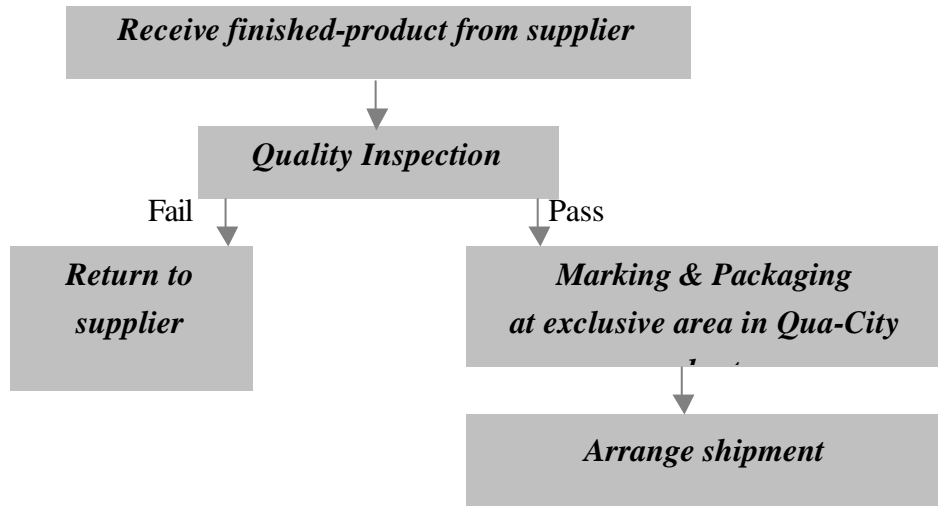 Receive finished-product from supplier
Quality Inspection
Fail
Pass
Return to
supplier
Marking & Packaging
at exclusive area in Qua-City
Arrange shipment